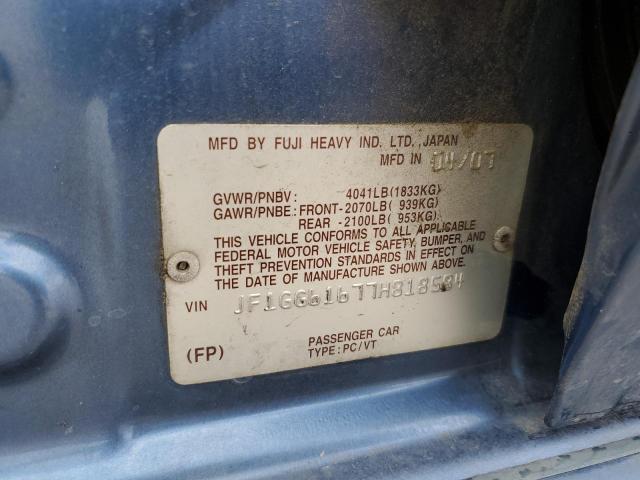 MFD BY FUJI HEAVY IND. LTD.,JAPAN
MFD IN 04/07
GVWR/PNBV: 4041LB(1833KG)
GAWR/PNBE:FRONT-2070LB( 939KG)
REAR -2100LB( 953KG)
THIS VEHICLE CONFORMS TO ALL APPLICABLE
FEDERAL MOTOR VEHICLE SAFETY, BUMPER, AND
THEFT PREVENTION STANDARDS IN EFFECT ON
THE DATE OF MANUFACTURE SHOWN ABOVE.
VIN JF1GG61677H818504
PASSENGER CAR
(FP) TYPE:PC/VT